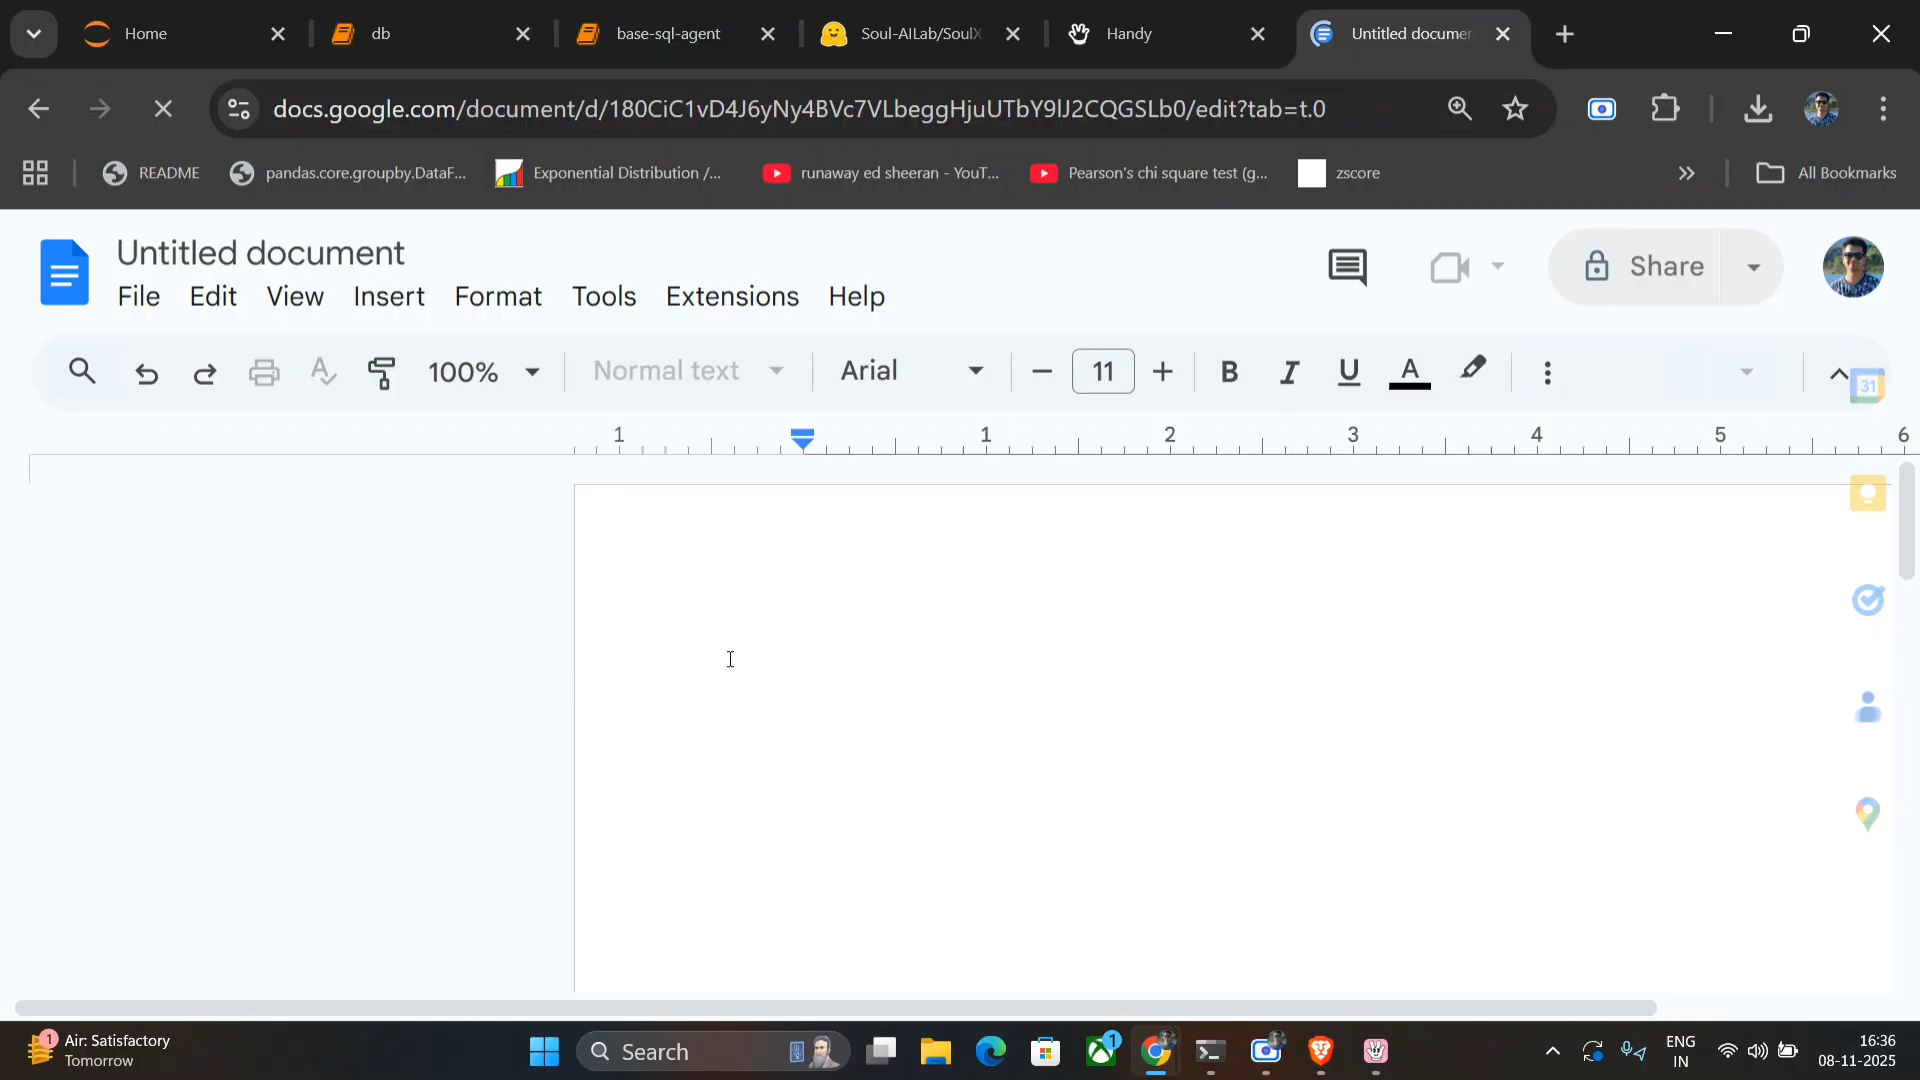 Home
db
base-sql-agent
Soul-AILab/SoulX
Handy
Untitled documen
docs.google.com/document/d/180CiC1vD4J6yNy4BVc7VLbeggHjuUTbY9lJ2CQGSLb0/edit?tab=t.0
README
pandas.core.groupby.DataF...
Exponential Distribution /...
runaway ed sheeran - YouT...
Pearson's chi square test (g...
zscore
»
All Bookmarks
Untitled document
Share
File Edit View Insert Format Tools Extensions Help
100% Normal text Arial 11 B I U A
31
1 1 2 3 4 5 6
1 Air: Satisfactory
Tomorrow
Search
1
ENG
IN
16:36
08-11-2025